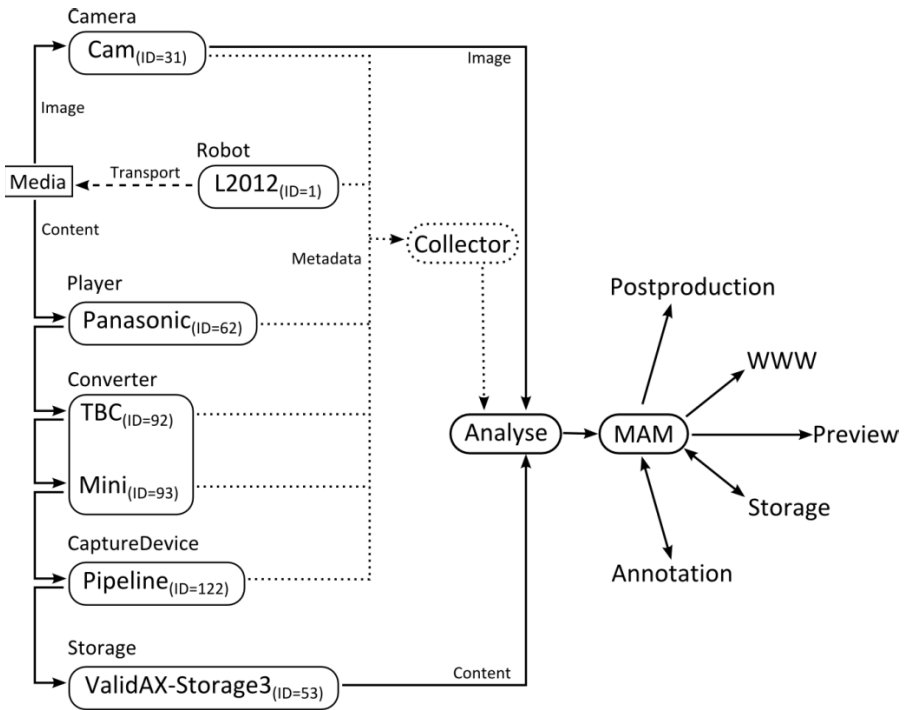 Camera
Cam(ID=31)
Image
Image
Robot
Transport
L2012(ID=1)
Media
Content
Collector
Metadata
Player
Panasonic(ID=62)
Postproduction
WWW
Converter
TBC(ID=92)
Analyse
MAM
Preview
Mini(ID=93)
Storage
CaptureDevice
Pipeline(ID=122)
Annotation
Storage
Content
ValidAX-Storage3(ID=53)